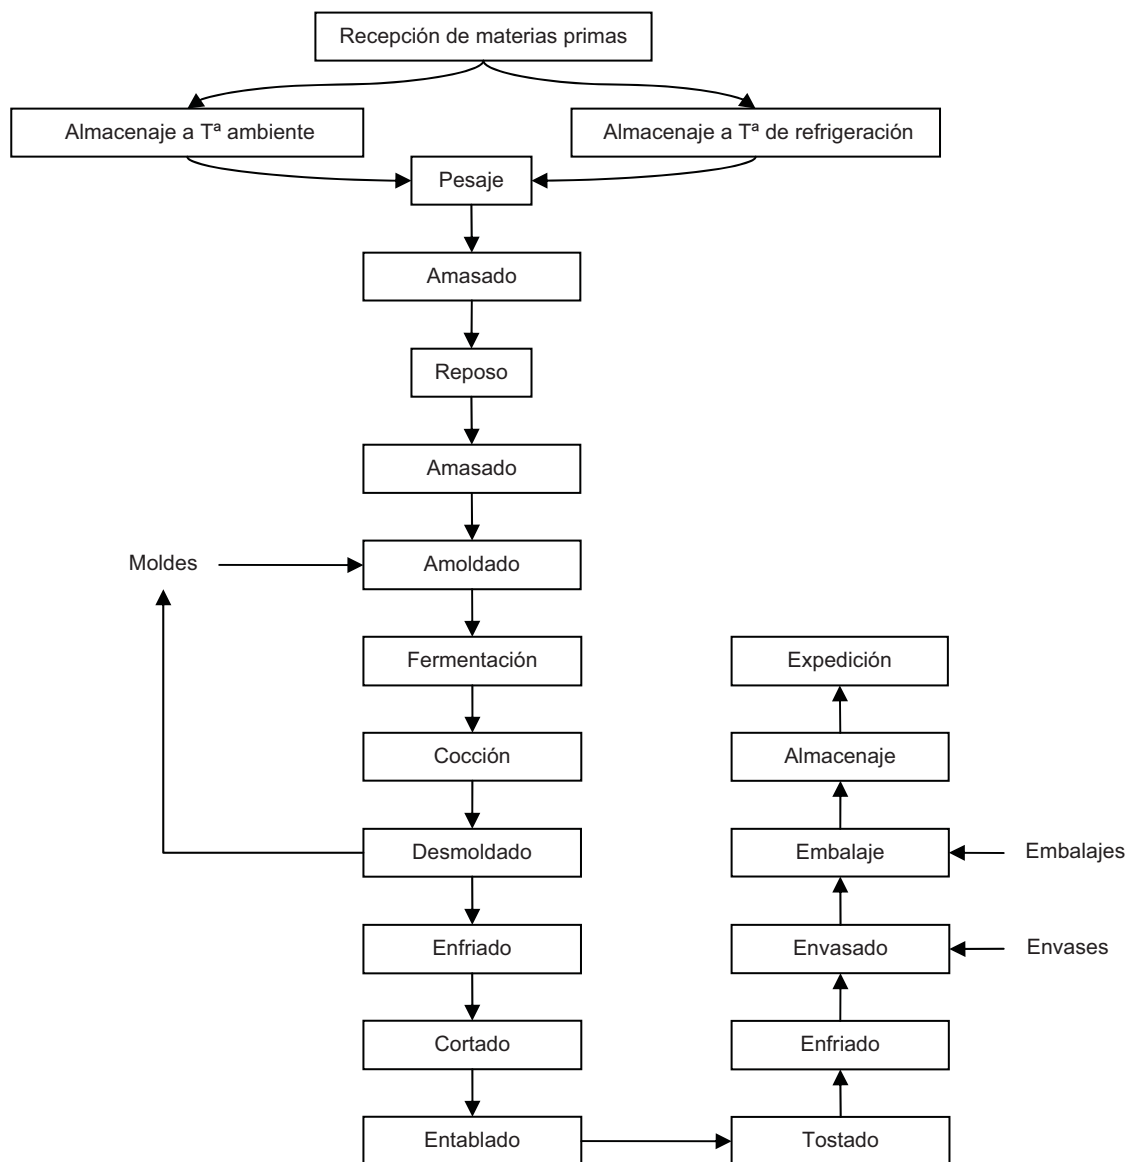 Recepción de materias primas
Almacenaje a Tª ambiente
Almacenaje a Tª de refrigeración
Pesaje
Amasado
Reposo
Amasado
Moldes
Amoldado
Fermentación
Cocción
Desmoldado
Enfriado
Cortado
Entablado
Tostado
Enfriado
Envasado
Envases
Embalaje
Embalajes
Almacenaje
Expedición